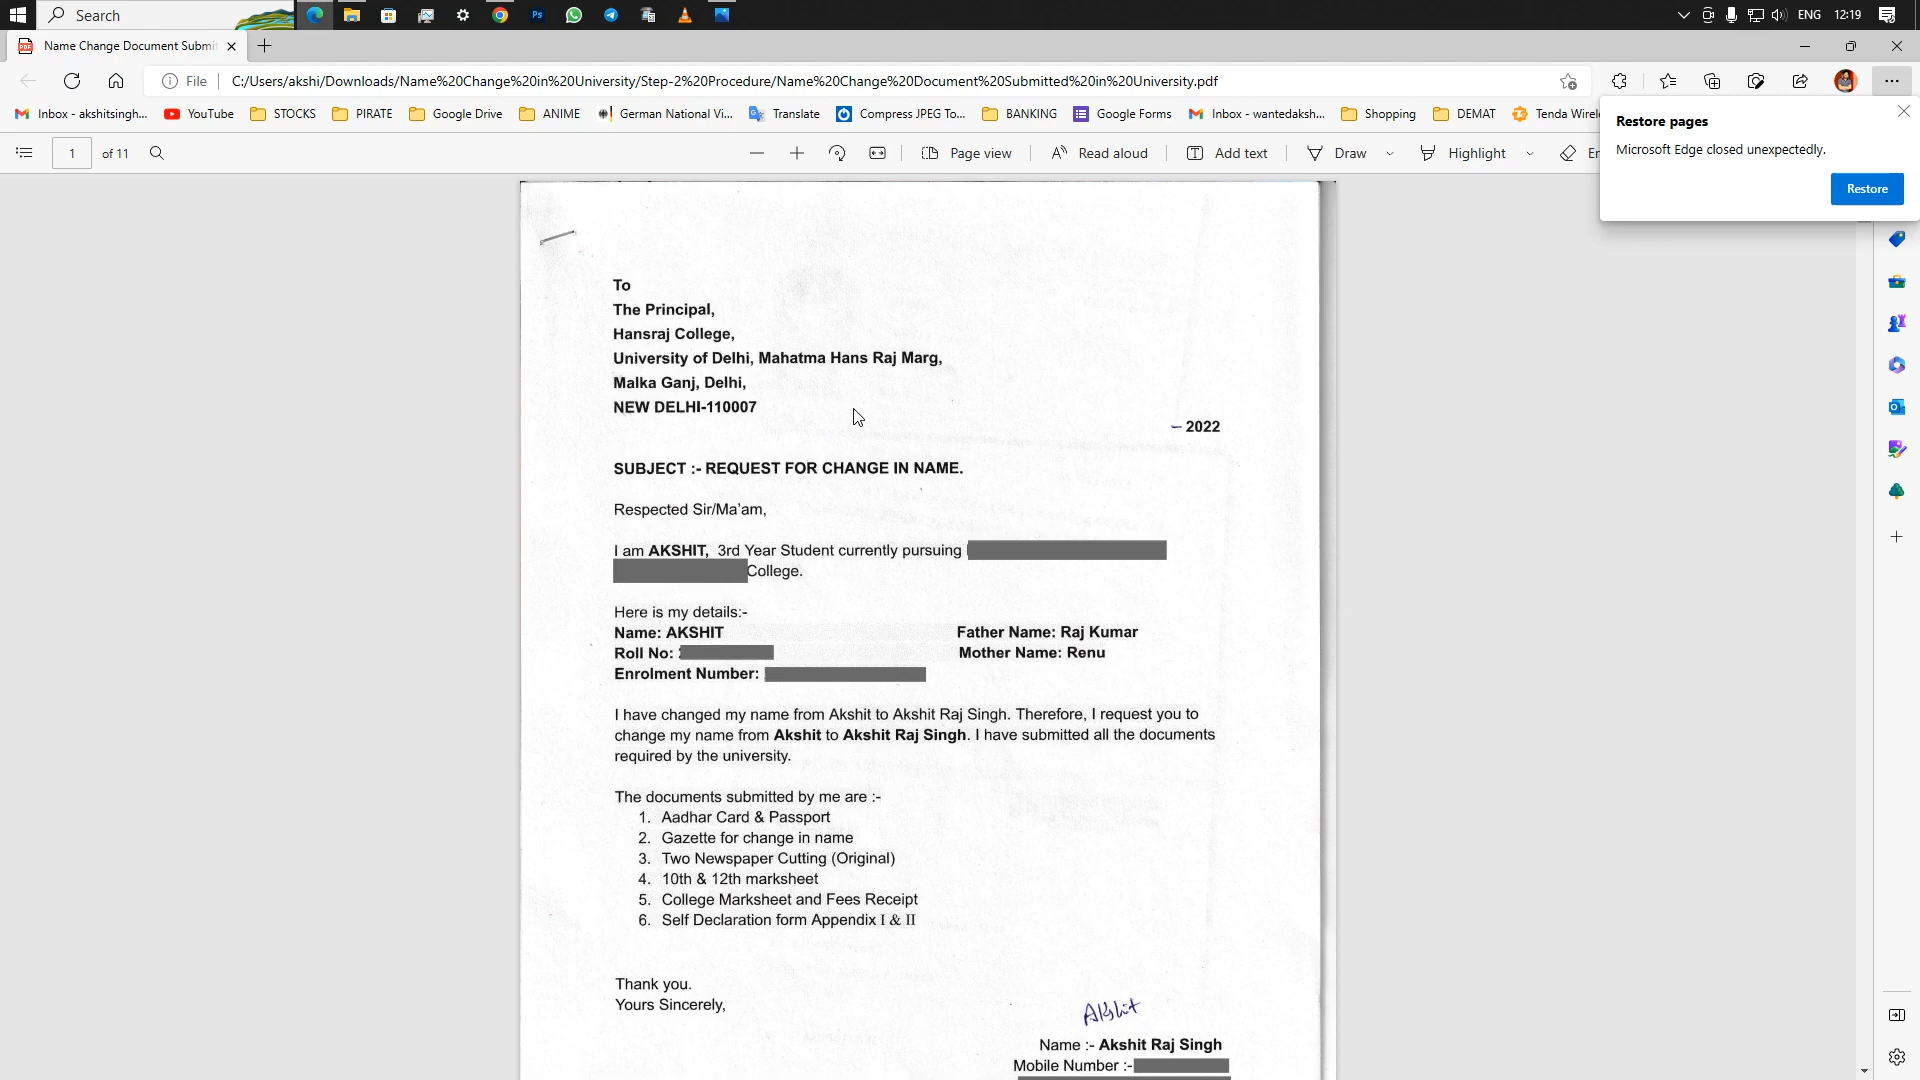 Search
ENG 12:19
Name Change Document Submi
File C:/Users/akshi/Downloads/Name%20Change%20in%20University/Step-2%20Procedure/Name%20Change%20Document%20Submitted%20in%20University.pdf
Inbox - akshitsingh... YouTube STOCKS PIRATE Google Drive ANIME German National Vi... Translate Compress JPEG To... BANKING Google Forms Inbox - wantedaksh... Shopping DEMAT Tenda Wirel
Restore pages
Microsoft Edge closed unexpectedly.
Restore
1 of 11 Page view Read aloud Add text Draw Highlight Er
To
The Principal,
Hansraj College,
University of Delhi, Mahatma Hans Raj Marg,
Malka Ganj, Delhi,
NEW DELHI-110007
- 2022
SUBJECT :- REQUEST FOR CHANGE IN NAME.
Respected Sir/Ma'am,
I am AKSHIT, 3rd Year Student currently pursuing
College.
Here is my details:-
Name: AKSHIT Father Name: Raj Kumar
Roll No: Mother Name: Renu
Enrolment Number:
I have changed my name from Akshit to Akshit Raj Singh. Therefore, I request you to
change my name from Akshit to Akshit Raj Singh. I have submitted all the documents
required by the university.
The documents submitted by me are :-
1. Aadhar Card & Passport
2. Gazette for change in name
3. Two Newspaper Cutting (Original)
4. 10th & 12th marksheet
5. College Marksheet and Fees Receipt
6. Self Declaration form Appendix I & II
Thank you.
Yours Sincerely,
Akshit
Name :- Akshit Raj Singh
Mobile Number :-